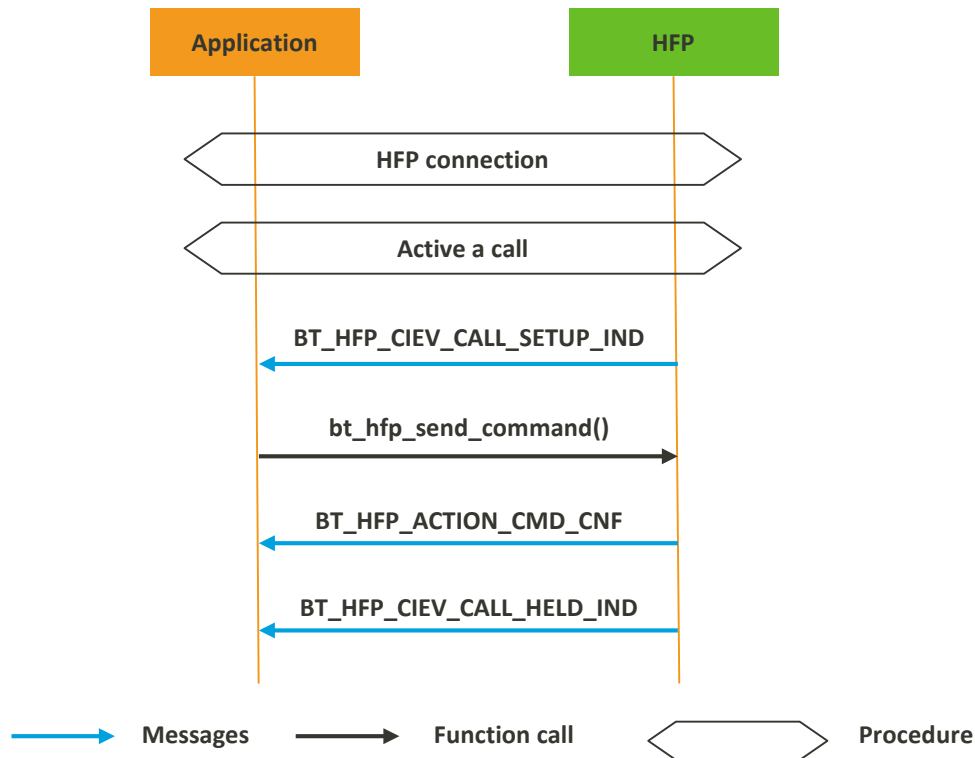 Application
HFP
HFP connection
Active a call
BT_HFP_CIEV_CALL_SETUP_IND
bt_hfp_send_command()
BT_HFP_ACTION_CMD_CNF
BT_HFP_CIEV_CALL_HELD_IND
Messages
Function call
Procedure